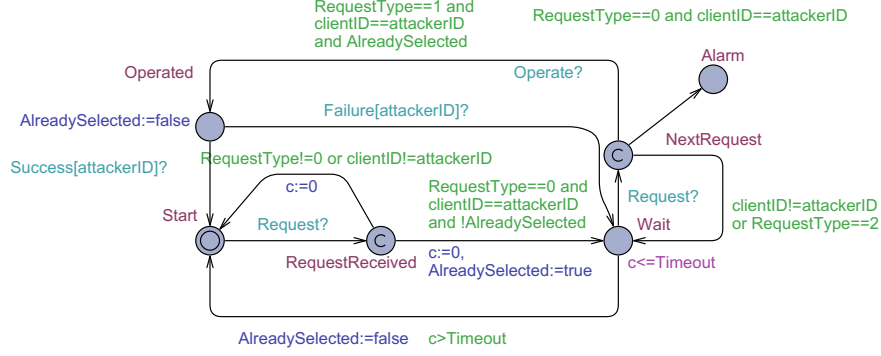 RequestType==1 and
clientID==attackerID
and AlreadySelected
RequestType==0 and clientID==attackerID
Operated
Operate?
Alarm
AlreadySelected:=false
Failure[attackerID]?
NextRequest
Success[attackerID]?
RequestType!=0 or clientID!=attackerID
C
c:=0
RequestType==0 and
clientID==attackerID
and !AlreadySelected
Request?
clientID!=attackerID
or RequestType==2
Start
Request?
Wait
C
RequestReceived
c:=0,
AlreadySelected:=true
c<=Timeout
AlreadySelected:=false
c>Timeout